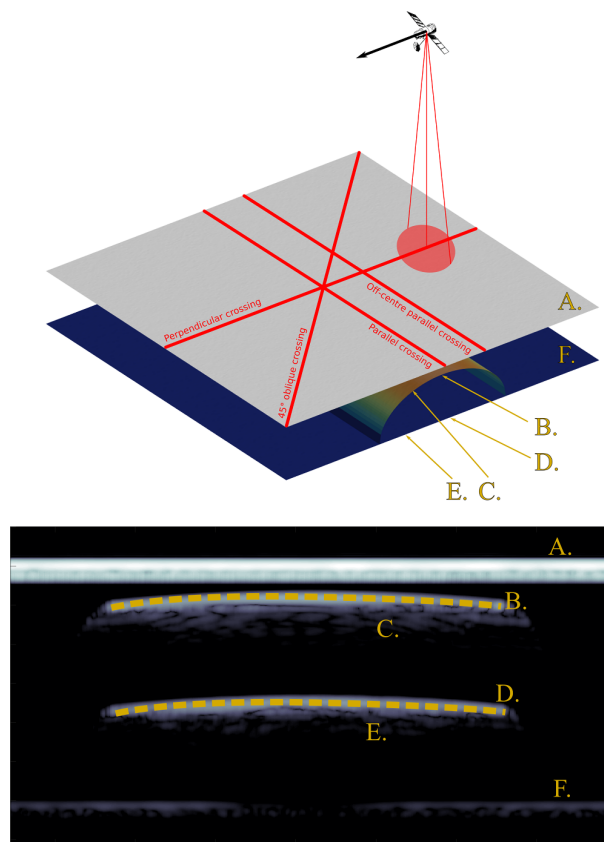 A.
Off-centre parallel crossing
Perpendicular crossing
Parallel crossing
45° oblique crossing
F.
B.
D.
E.
C.
A.
B.
C.
D.
E.
F.